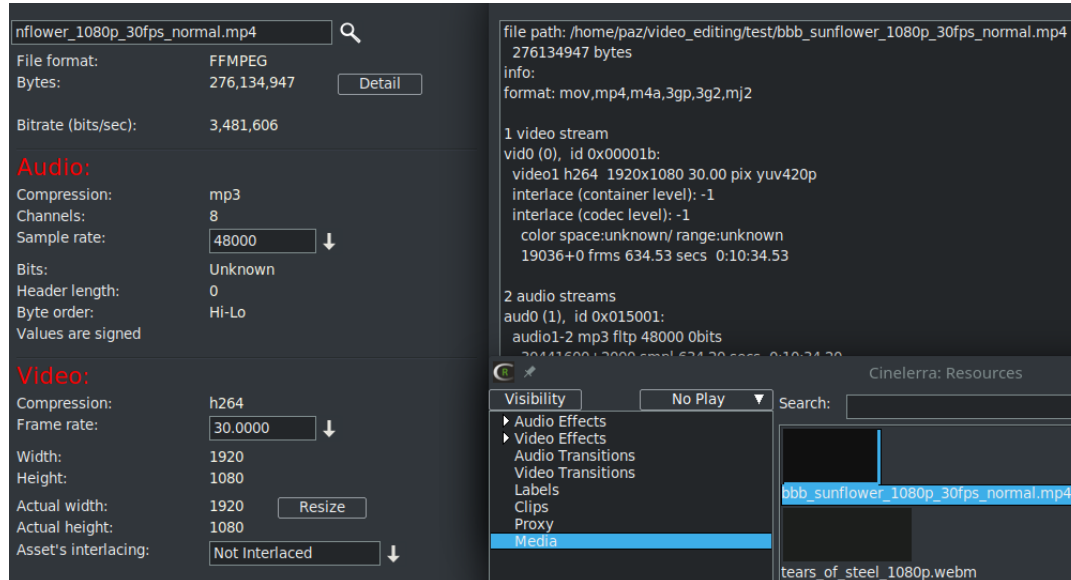 nflower_1080p_30fps_normal.mp4
File format: FFMPEG
Bytes: 276,134,947 Detail
Bitrate (bits/sec): 3,481,606
Audio:
Compression: mp3
Channels: 8
Sample rate: 48000
Bits: Unknown
Header length: 0
Byte order: Hi-Lo
Values are signed
Video:
Compression: h264
Frame rate: 30.0000
Width: 1920
Height: 1080
Actual width: 1920 Resize
Actual height: 1080
Asset's interlacing: Not Interlaced
file path: /home/paz/video_editing/test/bbb_sunflower_1080p_30fps_normal.mp4
276134947 bytes
info:
format: mov,mp4,m4a,3gp,3g2,mj2
1 video stream
vid0 (0), id 0x00001b:
video1 h264 1920x1080 30.00 pix yuv420p
interlace (container level): -1
interlace (codec level): -1
color space:unknown/ range:unknown
19036+0 frms 634.53 secs 0:10:34.53
2 audio streams
aud0 (1), id 0x015001:
audio1-2 mp3 fltp 48000 0bits
Cinelerra: Resources
Visibility No Play Search:
Audio Effects
Video Effects
Audio Transitions
Video Transitions
Labels
Clips
Proxy
Media
bbb_sunflower_1080p_30fps_normal.mp4
tears_of_steel_1080p.webm